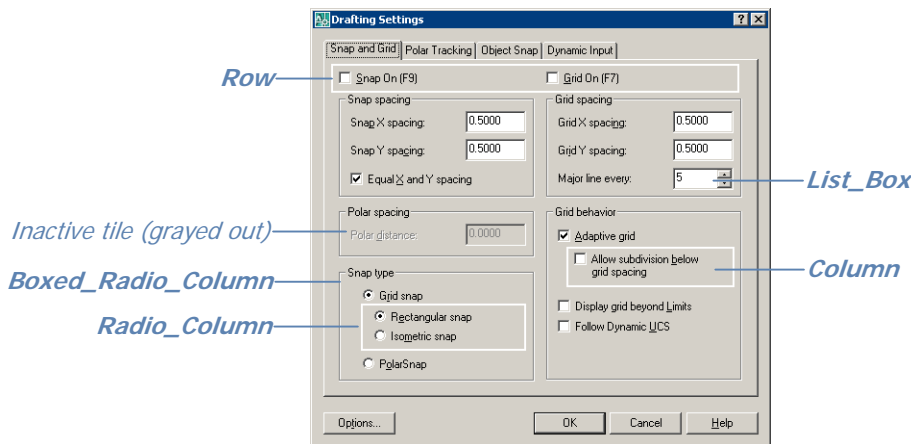 Drafting Settings
Snap and Grid Polar Tracking Object Snap Dynamic Input
Row
Snap On (F9) Grid On (F7)
Snap spacing
Snap X spacing: 0.5000
Snap Y spacing: 0.5000
Equal X and Y spacing
Grid spacing
Grid X spacing: 0.5000
Grid Y spacing: 0.5000
Major line every: 5
List_Box
Polar spacing
Inactive tile (grayed out)
Polar distance: 0.0000
Grid behavior
Adaptive grid
Allow subdivision below
grid spacing
Column
Display grid beyond Limits
Follow Dynamic UCS
Boxed_Radio_Column
Snap type
Grid snap
Radio_Column
Rectangular snap
Isometric snap
PolarSnap
Options... OK Cancel Help